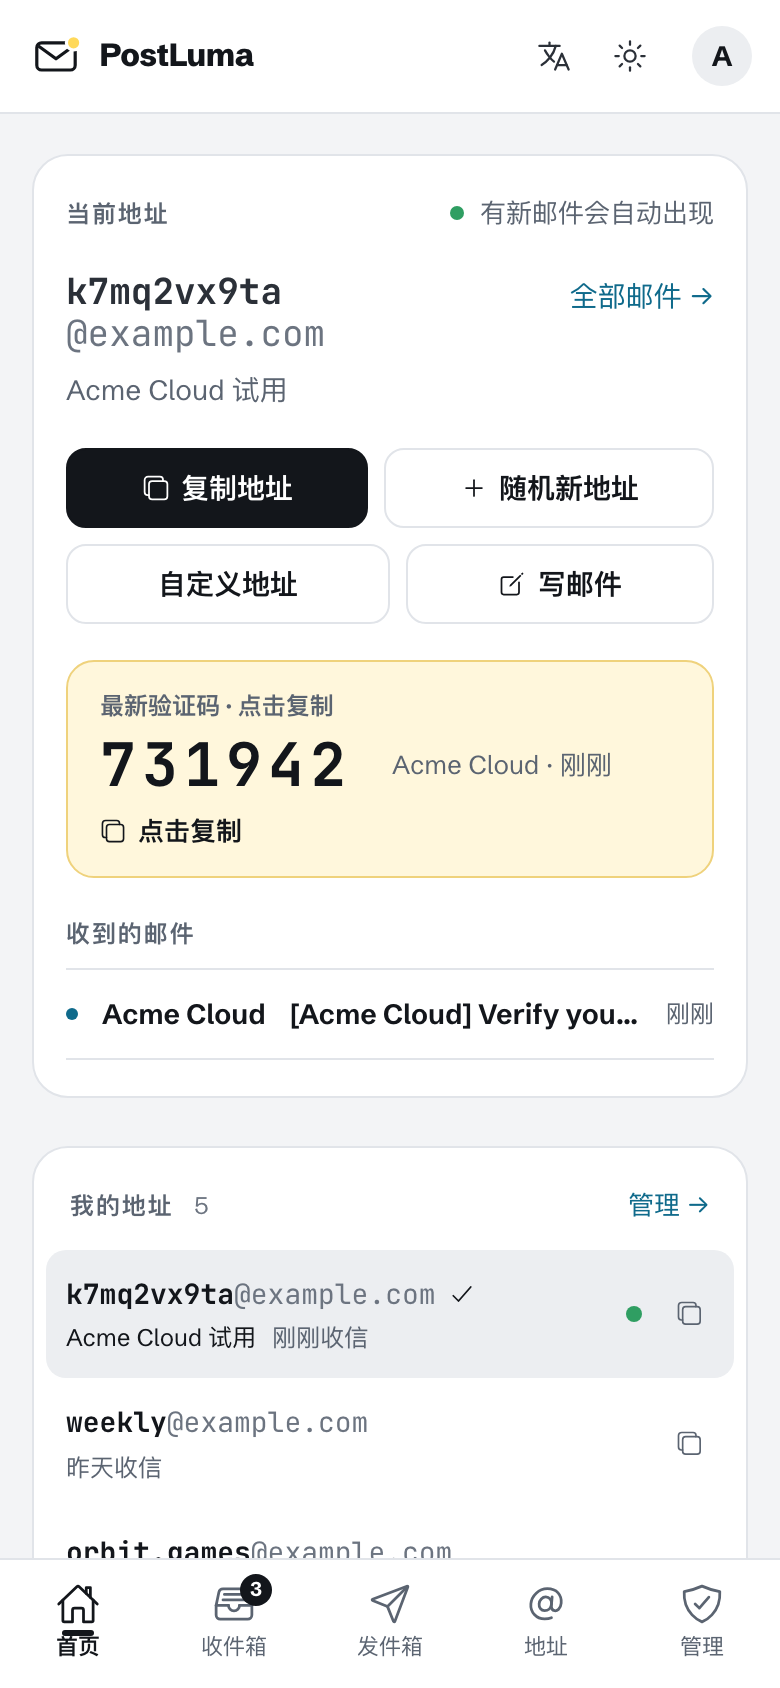 PostLuma
A
当前地址
有新邮件会自动出现
k7mq2vx9ta
@example.com
全部邮件 →
Acme Cloud 试用
复制地址
+ 随机新地址
自定义地址
写邮件
最新验证码 · 点击复制
731942
Acme Cloud · 刚刚
点击复制
收到的邮件
Acme Cloud [Acme Cloud] Verify you... 刚刚
我的地址 5
管理 →
k7mq2vx9ta@example.com
Acme Cloud 试用 刚刚收信
weekly@example.com
昨天收信
orbit.games@example.com
3
首页
收件箱
发件箱
地址
管理